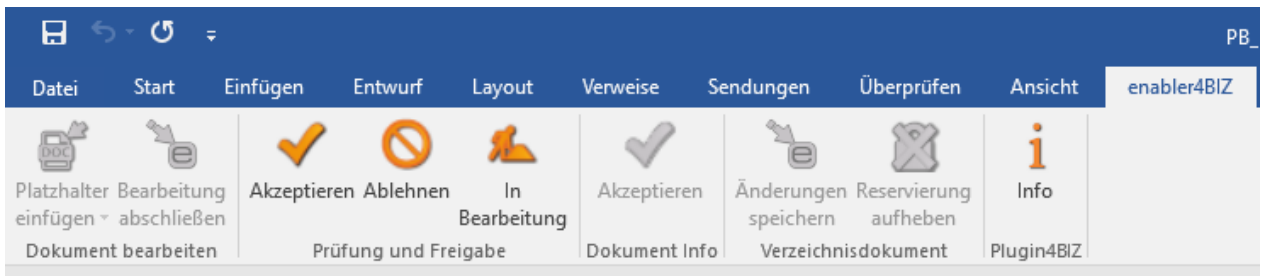 PB_
Datei Start Einfügen Entwurf Layout Verweise Sendungen Überprüfen Ansicht enabler4BIZ
DOC e e i
Platzhalter Bearbeitung Akzeptieren Ablehnen In Akzeptieren Änderungen Reservierung Info
einfügen abschließen Bearbeitung speichern aufheben
Dokument bearbeiten Prüfung und Freigabe Dokument Info Verzeichnisdokument Plugin4BIZ